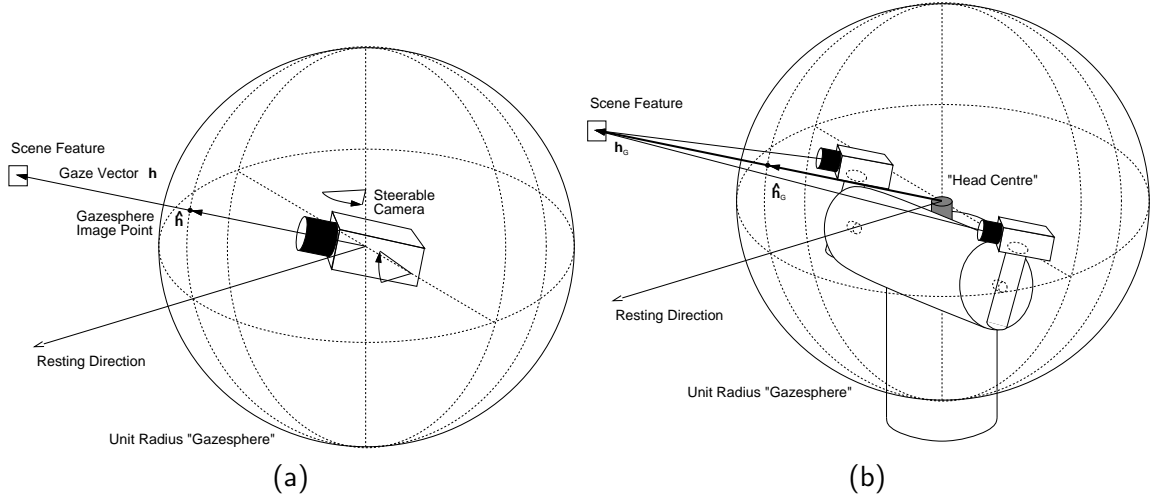 Scene Feature
Gaze Vector h
Gazesphere
Image Point
ĥ
Steerable
Camera
Resting Direction
Unit Radius "Gazesphere"
(a)
Scene Feature
h_G
ĥ_G
"Head Centre"
Resting Direction
Unit Radius "Gazesphere"
(b)